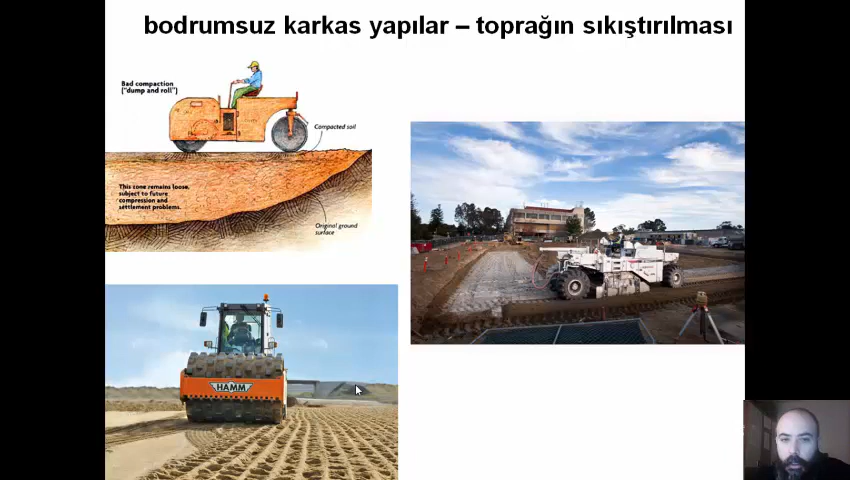 bodrumsuz karkas yapılar – toprağın sıkıştırılması
Bad compaction
("dump and roll")
Compacted soil
This zone remains loose,
subject to future
compression and
settlement problems.
Original ground
surface
HAMM